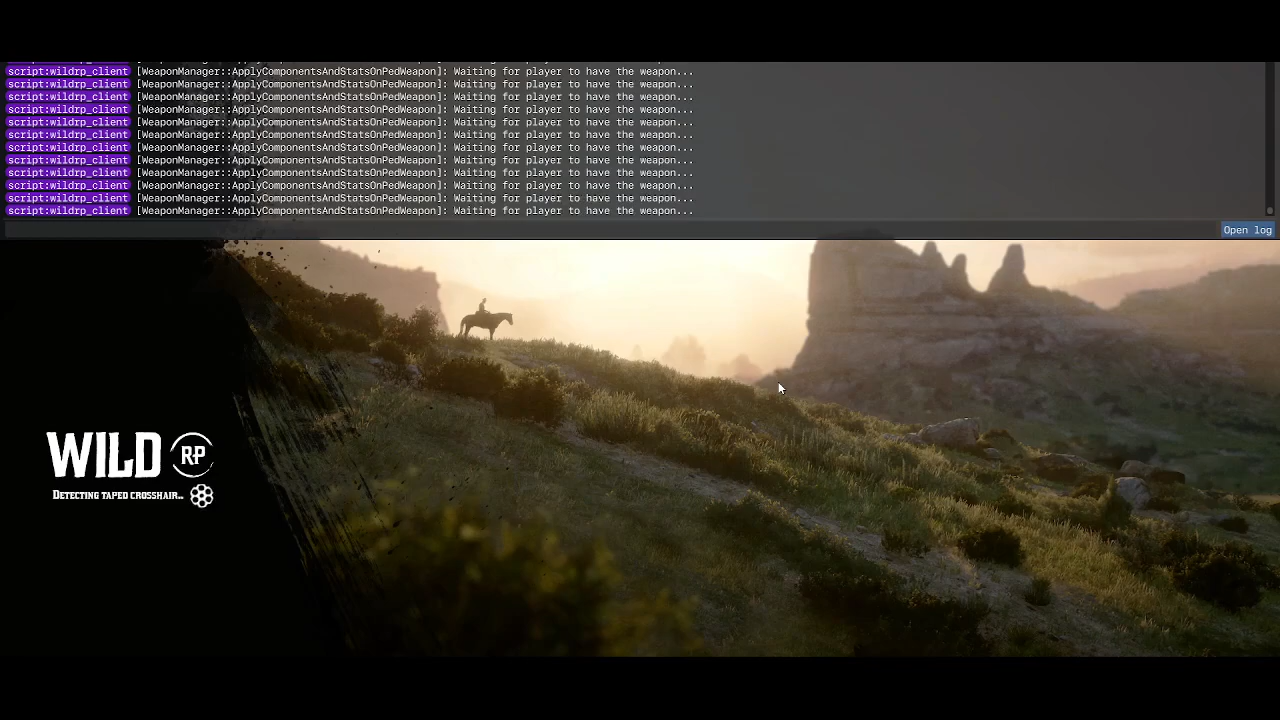 script:wildrp_client [WeaponManager::ApplyComponentsAndStatsOnPedWeapon]: Waiting for player to have the weapon...
script:wildrp_client [WeaponManager::ApplyComponentsAndStatsOnPedWeapon]: Waiting for player to have the weapon...
script:wildrp_client [WeaponManager::ApplyComponentsAndStatsOnPedWeapon]: Waiting for player to have the weapon...
script:wildrp_client [WeaponManager::ApplyComponentsAndStatsOnPedWeapon]: Waiting for player to have the weapon...
script:wildrp_client [WeaponManager::ApplyComponentsAndStatsOnPedWeapon]: Waiting for player to have the weapon...
script:wildrp_client [WeaponManager::ApplyComponentsAndStatsOnPedWeapon]: Waiting for player to have the weapon...
script:wildrp_client [WeaponManager::ApplyComponentsAndStatsOnPedWeapon]: Waiting for player to have the weapon...
script:wildrp_client [WeaponManager::ApplyComponentsAndStatsOnPedWeapon]: Waiting for player to have the weapon...
script:wildrp_client [WeaponManager::ApplyComponentsAndStatsOnPedWeapon]: Waiting for player to have the weapon...
script:wildrp_client [WeaponManager::ApplyComponentsAndStatsOnPedWeapon]: Waiting for player to have the weapon...
script:wildrp_client [WeaponManager::ApplyComponentsAndStatsOnPedWeapon]: Waiting for player to have the weapon...
script:wildrp_client [WeaponManager::ApplyComponentsAndStatsOnPedWeapon]: Waiting for player to have the weapon...
Open log
WILD RP
DETECTING TAPED CROSSHAIR...